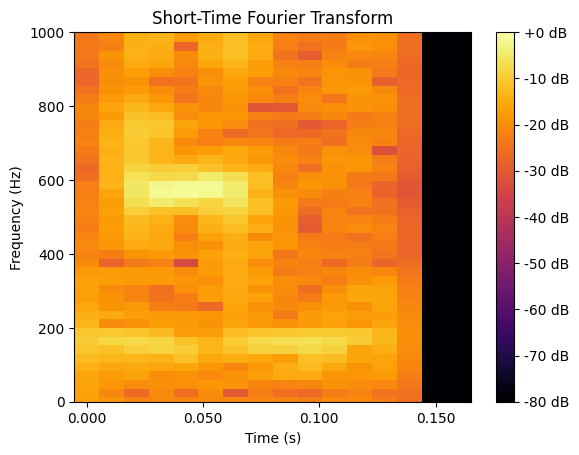 Short-Time Fourier Transform
1000
800
600
400
200
0
Frequency (Hz)
0.000
0.050
0.100
0.150
Time (s)
+0 dB
-10 dB
-20 dB
-30 dB
-40 dB
-50 dB
-60 dB
-70 dB
-80 dB